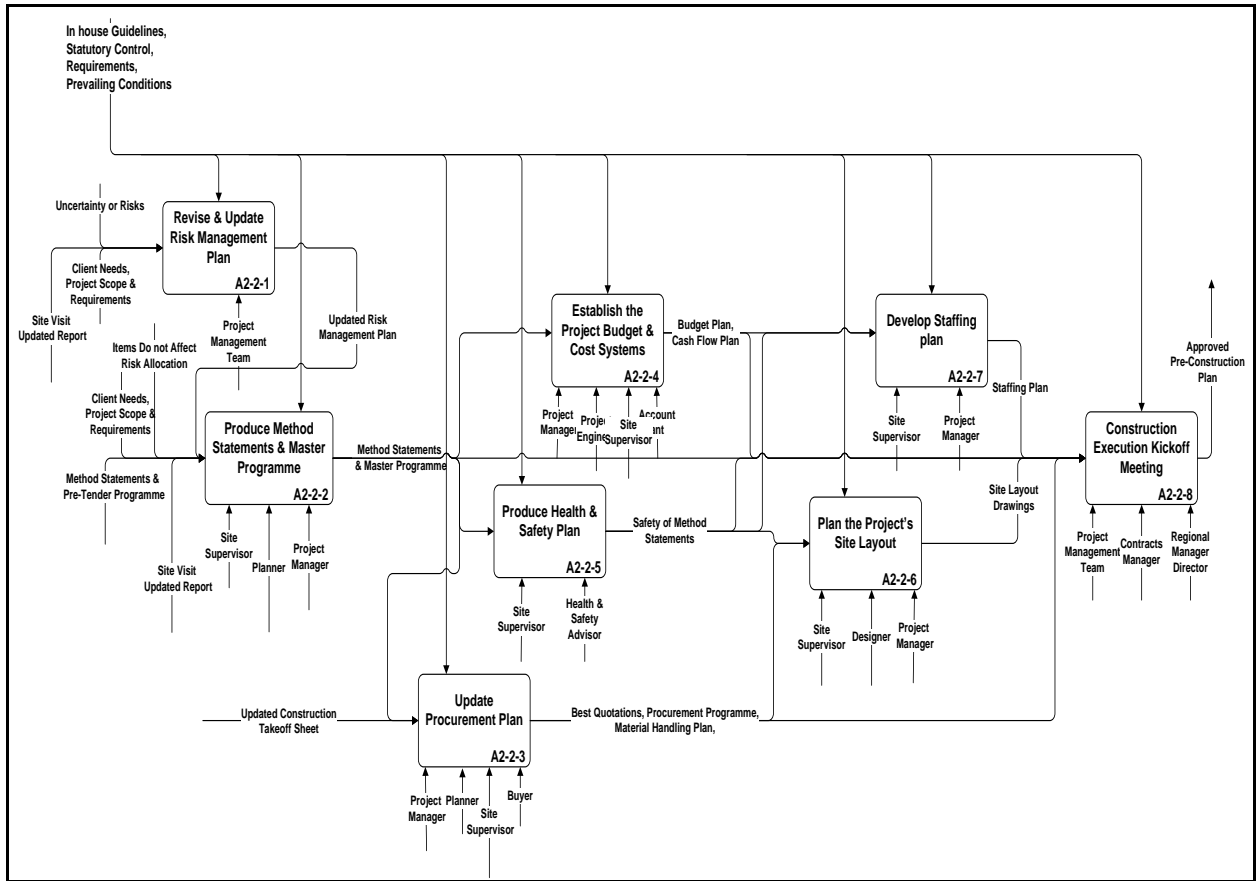 In house Guidelines,
Statutory Control,
Requirements,
Prevailing Conditions
Uncertainty or Risks
Revise & Update
Risk Management
Plan
A2-2-1
Client Needs,
Project Scope &
Requirements
Site Visit
Updated Report
Project
Management
Team
Updated Risk
Management Plan
Items Do not Affect
Risk Allocation
Client Needs,
Project Scope &
Requirements
Method Statements &
Pre-Tender Programme
Produce Method
Statements & Master
Programme
A2-2-2
Site Visit
Updated Report
Site
Supervisor
Planner
Project
Manager
Method Statements
& Master Programme
Establish the
Project Budget &
Cost Systems
A2-2-4
Project
Manager
Site
Supervisor
Budget Plan,
Cash Flow Plan
Develop Staffing
plan
A2-2-7
Site
Supervisor
Project
Manager
Staffing Plan
Approved
Pre-Construction
Plan
Construction
Execution Kickoff
Meeting
A2-2-8
Project
Management
Team
Contracts
Manager
Regional
Manager
Director
Produce Health &
Safety Plan
A2-2-5
Site
Supervisor
Health &
Safety
Advisor
Safety of Method
Statements
Plan the Project's
Site Layout
A2-2-6
Site
Supervisor
Designer
Project
Manager
Site Layout
Drawings
Updated Construction
Takeoff Sheet
Update
Procurement Plan
A2-2-3
Project
Manager
Planner
Site
Supervisor
Buyer
Best Quotations, Procurement Programme,
Material Handling Plan,